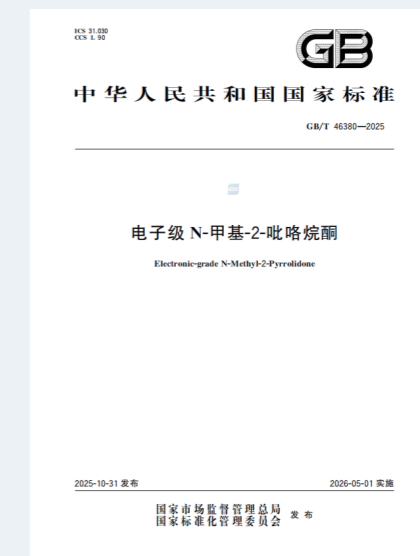 ICS 31.030
CCS L 90
GB
中华人民共和国国家标准
GB/T 46380—2025
电子级 N-甲基-2-吡咯烷酮
Electronic-grade N-Methyl-2-Pyrrolidone
2025-10-31 发布
2026-05-01 实施
国家市场监督管理总局
国家标准化管理委员会
发布